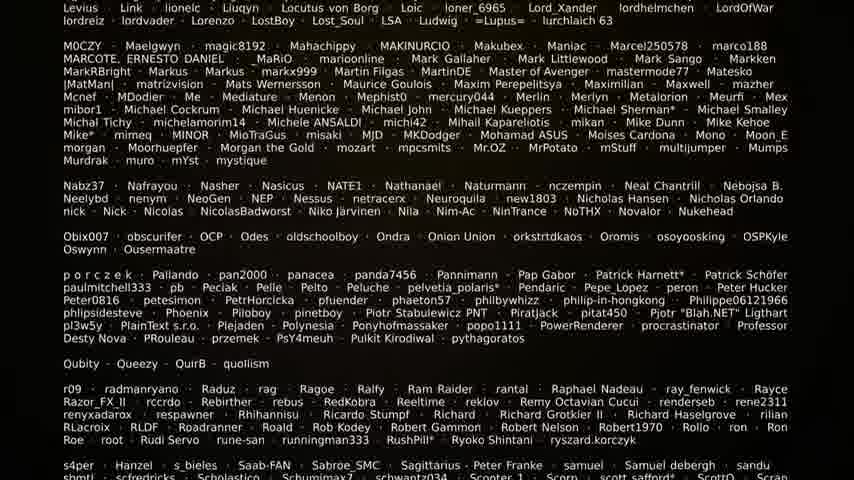 Levius · Link · lionelc · Liuqyn · Locutus von Borg · Loic · loner_6965 · Lord_Xander · lordhelmchen · LordOfWar
lordreiz · lordvader · Lorenzo · LostBoy · Lost_Soul · LSA · Ludwig · =Lupus= · lurchlaich 63
M0CZY · Maelgwyn · magic8192 · Mahachippy · MAKINURCIO · Makubex · Maniac · Marcel250578 · marco188
MARCOTE, ERNESTO DANIEL · _MaRiO · marioonline · Mark Gallaher · Mark Littlewood · Mark Sango · Markken
MarkRBright · Markus · Markus · markx999 · Martin Filgas · MartinDE · Master of Avenger · mastermode77 · Matesko
|MatMan| · matrizvision · Mats Wernersson · Maurice Goulois · Maxim Perepelitsya · Maximilian · Maxwell · mazher
Mcnef · MDodier · Me · Mediature · Menon · Mephist0 · mercury044 · Merlin · Merlyn · Metalorion · Meurfi · Mex
mibor1 · Michael Cockrum · Michael Huenicke · Michael John · Michael Kueppers · Michael Sherman* · Michael Smalley
Michal Tichy · michelamorim14 · Michele ANSALDI · michi42 · Mihail Kapareliotis · mikan · Mike Dunn · Mike Kehoe
Mike* · mimeq · MINOR · MioTraGus · misaki · MJD · MKDodger · Mohamad ASUS · Moises Cardona · Mono · Moon_E
morgan · Moorhuepfer · Morgan the Gold · mozart · mpcsmits · Mr.OZ · MrPotato · mStuff · multijumper · Mumps
Murdrak · muro · mYst · mystique
Nabz37 · Nafrayou · Nasher · Nasicus · NATE1 · Nathanael · Naturmann · nczempin · Neal Chantrill · Nebojsa B.
Neelybd · nenym · NeoGen · NEP · Nessus · netracerx · Neuroquila · new1803 · Nicholas Hansen · Nicholas Orlando
nick · Nick · Nicolas · NicolasBadworst · Niko Järvinen · Nila · Nim-Ac · NinTrance · NoTHX · Novalor · Nukehead
Obix007 · obscurifer · OCP · Odes · oldschoolboy · Ondra · Onion Union · orkstrtdkaos · Oromis · osoyoosking · OSPKyle
Oswynn · Ousermaatre
p o r c z e k · Pallando · pan2000 · panacea · panda7456 · Pannimann · Pap Gabor · Patrick Harnett* · Patrick Schöfer
paulmitchell333 · pb · Peciak · Pelle · Pelto · Peluche · pelvetia_polaris* · Pendaric · Pepe_Lopez · peron · Peter Hucker
Peter0816 · petesimon · PetrHorcicka · pfuender · phaeton57 · philbywhizz · philip-in-hongkong · Philippe06121966
phlipsidesteve · Phoenix · Piloboy · pinetboy · Piotr Stabulewicz PNT · PiratJack · pitat450 · Pjotr "Blah.NET" Ligthart
pl3w5y · PlainText s.r.o. · Plejaden · Polynesia · Ponyhofmassaker · popo1111 · PowerRenderer · procrastinator · Professor
Desty Nova · PRouleau · przemek · PsY4meuh · Pulkit Kirodiwal · pythagoratos
Qubity · Queezy · QuirB · quollism
r09 · radmanryano · Raduz · rag · Ragoe · Ralfy · Ram Raider · rantal · Raphael Nadeau · ray_fenwick · Rayce
Razor_FX_II · rccrdo · Rebirther · rebus · RedKobra · Reeltime · reklov · Remy Octavian Cucui · renderseb · rene2311
renyxadarox · respawner · Rhihannisu · Ricardo Stumpf · Richard · Richard Grotkler II · Richard Haselgrove · rilian
RLacroix · RLDF · Roadranner · Roald · Rob Kodey · Robert Gammon · Robert Nelson · Robert1970 · Rollo · ron · Ron
Roe · root · Rudi Servo · rune-san · runningman333 · RushPill* · Ryoko Shintani · ryszard.korczyk
s4per · Hanzel · s_bieles · Saab-FAN · Sabroe_SMC · Sagittarius - Peter Franke · samuel · Samuel debergh · sandu
sbmtl · scfredricks · Scholastico · Schumimax7 · schwartz034 · Scooter 1 · Scorp · scott.safford* · ScottO · Scrap